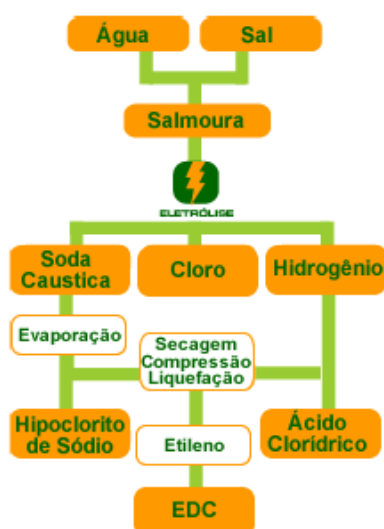 Água
Sal
Salmoura
ELETRÓLISE
Soda
Caustica
Cloro
Hidrogênio
Evaporação
Secagem
Compressão
Liquefação
Hipoclorito
de Sódio
Etileno
Ácido
Clorídrico
EDC